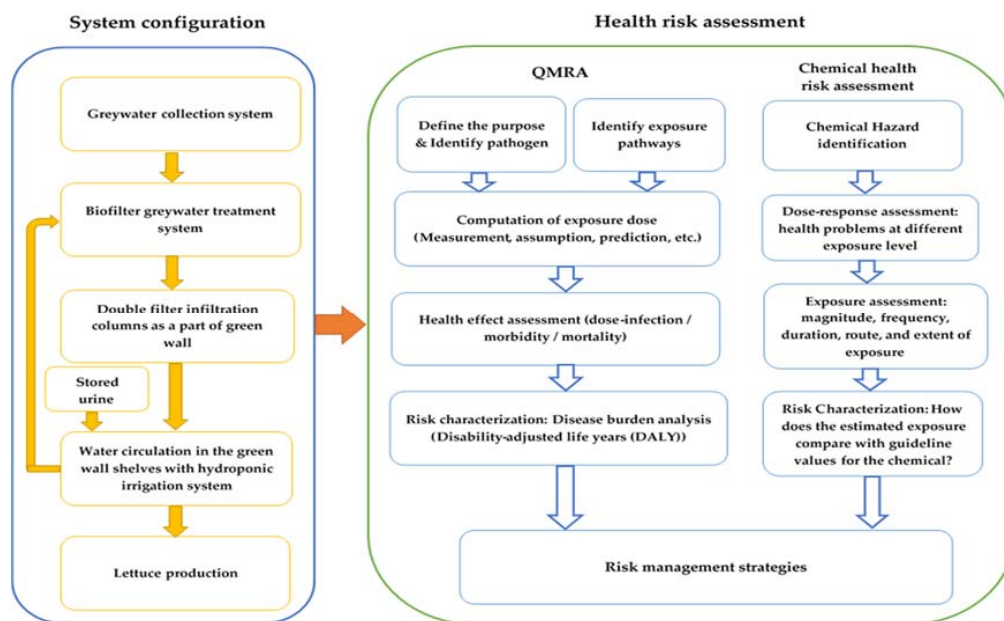 System configuration
Greywater collection system
Biofilter greywater treatment
system
Double filter infiltration
columns as a part of green
wall
Stored
urine
Water circulation in the green
wall shelves with hydroponic
irrigation system
Lettuce production
Health risk assessment
QMRA
Define the purpose
& Identify pathogen
Identify exposure
pathways
Computation of exposure dose
(Measurement, assumption, prediction, etc.)
Health effect assessment (dose-infection /
morbidity / mortality)
Risk characterization: Disease burden analysis
(Disability-adjusted life years (DALY))
Chemical health
risk assessment
Chemical Hazard
identification
Dose-response assessment:
health problems at different
exposure level
Exposure assessment:
magnitude, frequency,
duration, route, and extent of
exposure
Risk Characterization: How
does the estimated exposure
compare with guideline
values for the chemical?
Risk management strategies